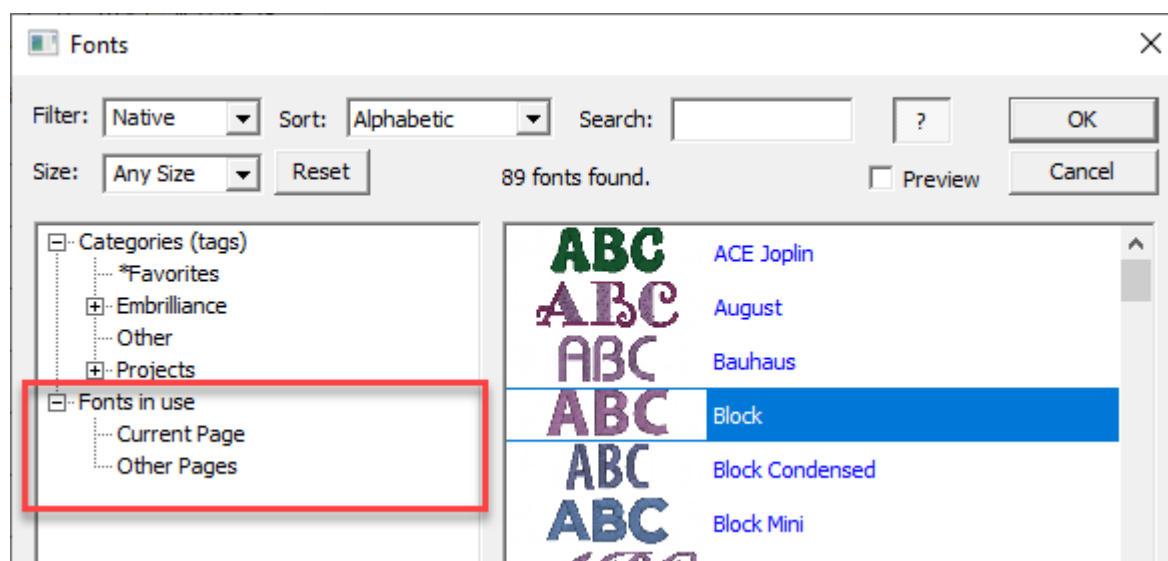 Fonts
Filter: Native Sort: Alphabetic Search: ? OK
Size: Any Size Reset 89 fonts found. Preview Cancel
Categories (tags)
*Favorites
Embrilliance
Other
Projects
Fonts in use
Current Page
Other Pages
ABC ACE Joplin
ABC August
ABC Bauhaus
ABC Block
ABC Block Condensed
ABC Block Mini